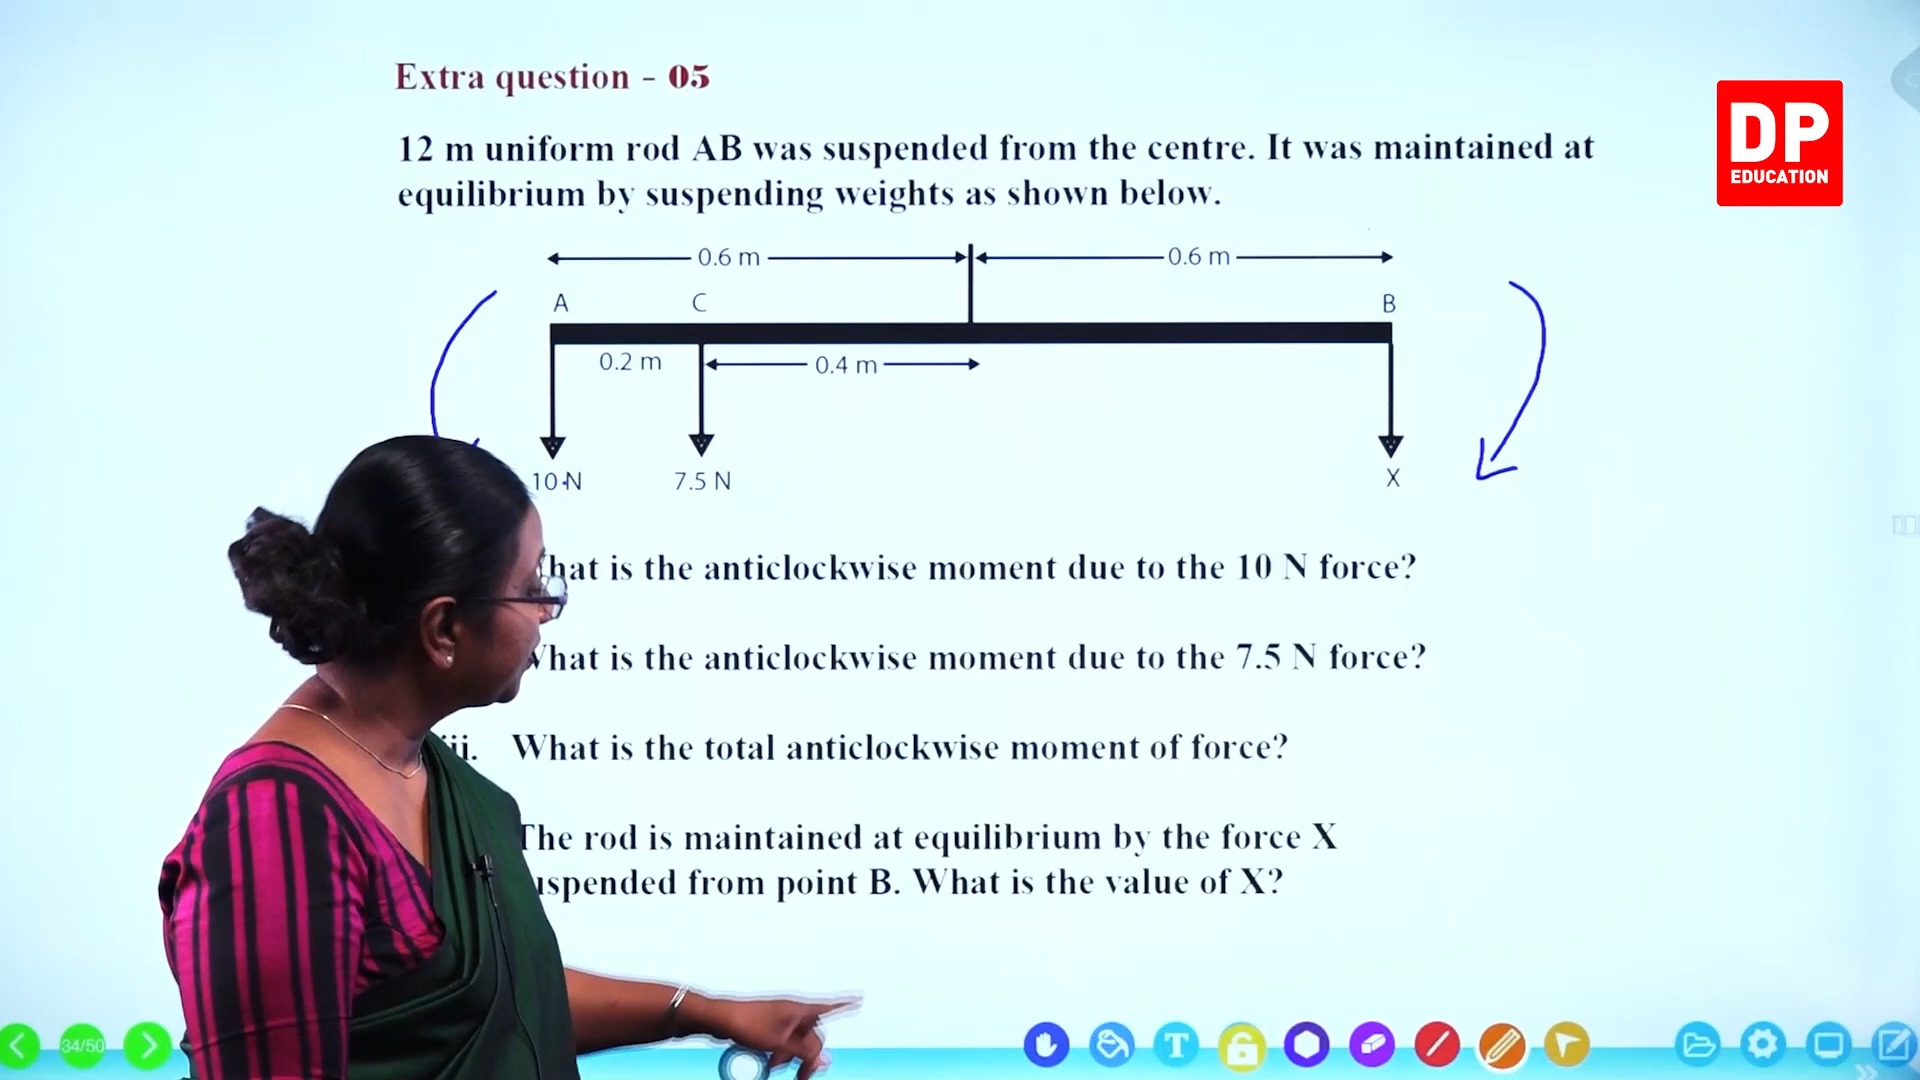 Extra question - 05
DP
EDUCATION
12 m uniform rod AB was suspended from the centre. It was maintained at
equilibrium by suspending weights as shown below.
0.6 m 0.6 m
A C B
0.2 m 0.4 m
10 N 7.5 N X
is the anticlockwise moment due to the 10 N force?
What is the anticlockwise moment due to the 7.5 N force?
What is the total anticlockwise moment of force?
The rod is maintained at equilibrium by the force X
from point B. What is the value of X?
34/50
T